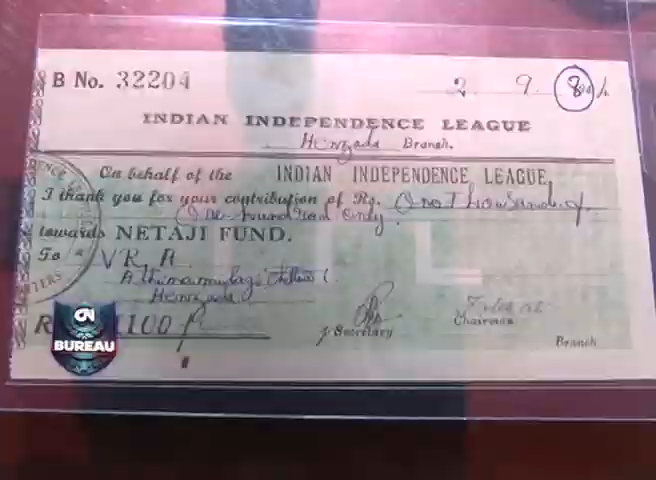 B No. 32204
2. 9.
INDIAN INDEPENDENCE LEAGUE
Henzada Branch.
On behalf of the INDIAN INDEPENDENCE LEAGUE,
I thank you for your contribution of Rs. One Thousand &
One hundred only.
towards NETAJI FUND.
To V R A
Henzada
R 1100/-
Secretary
Chairman
Branch
CN
BUREAU